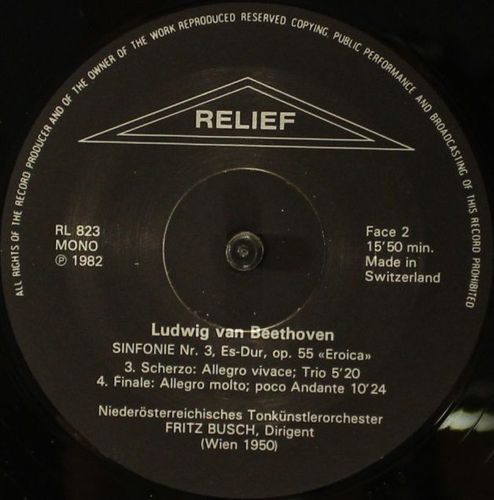 ALL RIGHTS OF THE RECORD PRODUCER AND OF THE OWNER OF THE WORK REPRODUCED RESERVED COPYING, PUBLIC PERFORMANCE AND BROADCASTING OF THIS RECORD PROHIBITED
RELIEF
RL 823
MONO
℗ 1982
Face 2
15'50 min.
Made in
Switzerland
Ludwig van Beethoven
SINFONIE Nr. 3, Es-Dur, op. 55 «Eroica»
3. Scherzo: Allegro vivace; Trio 5'20
4. Finale: Allegro molto; poco Andante 10'24
Niederösterreichisches Tonkünstlerorchester
FRITZ BUSCH, Dirigent
(Wien 1950)